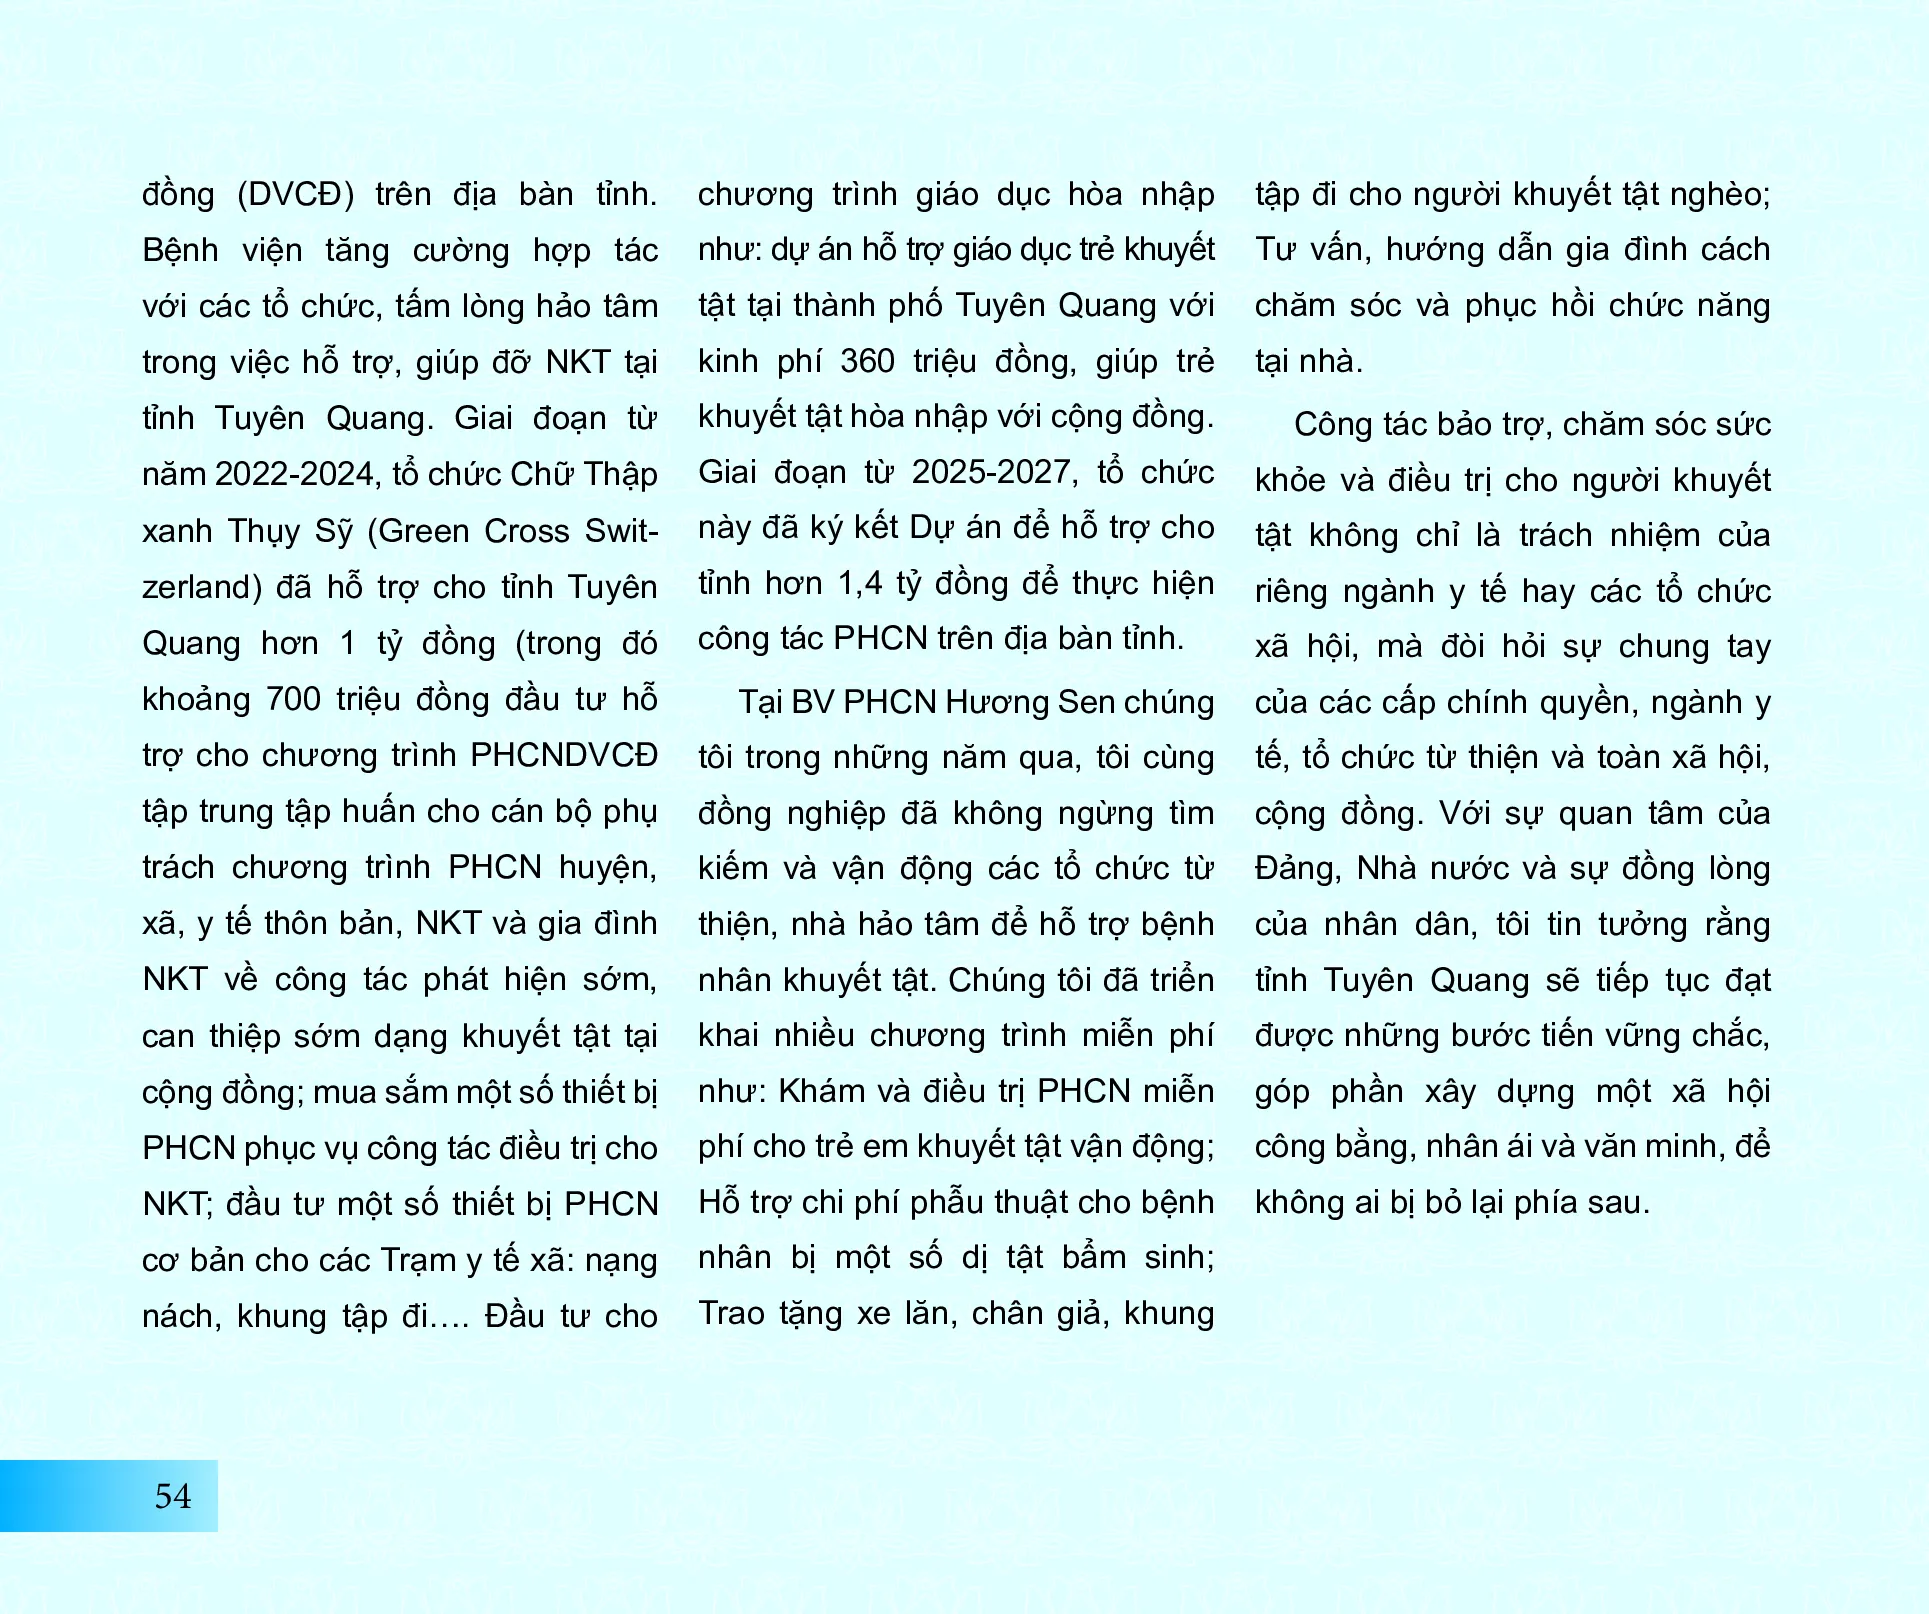 đồng (DVCĐ) trên địa bàn tỉnh.
Bệnh viện tăng cường hợp tác
với các tổ chức, tấm lòng hảo tâm
trong việc hỗ trợ, giúp đỡ NKT tại
tỉnh Tuyên Quang. Giai đoạn từ
năm 2022-2024, tổ chức Chữ Thập
xanh Thụy Sỹ (Green Cross Swit-
zerland) đã hỗ trợ cho tỉnh Tuyên
Quang hơn 1 tỷ đồng (trong đó
khoảng 700 triệu đồng đầu tư hỗ
trợ cho chương trình PHCNDVCĐ
tập trung tập huấn cho cán bộ phụ
trách chương trình PHCN huyện,
xã, y tế thôn bản, NKT và gia đình
NKT về công tác phát hiện sớm,
can thiệp sớm dạng khuyết tật tại
cộng đồng; mua sắm một số thiết bị
PHCN phục vụ công tác điều trị cho
NKT; đầu tư một số thiết bị PHCN
cơ bản cho các Trạm y tế xã: nạng
nách, khung tập đi…. Đầu tư cho
chương trình giáo dục hòa nhập
như: dự án hỗ trợ giáo dục trẻ khuyết
tật tại thành phố Tuyên Quang với
kinh phí 360 triệu đồng, giúp trẻ
khuyết tật hòa nhập với cộng đồng.
Giai đoạn từ 2025-2027, tổ chức
này đã ký kết Dự án để hỗ trợ cho
tỉnh hơn 1,4 tỷ đồng để thực hiện
công tác PHCN trên địa bàn tỉnh.
Tại BV PHCN Hương Sen chúng
tôi trong những năm qua, tôi cùng
đồng nghiệp đã không ngừng tìm
kiếm và vận động các tổ chức từ
thiện, nhà hảo tâm để hỗ trợ bệnh
nhân khuyết tật. Chúng tôi đã triển
khai nhiều chương trình miễn phí
như: Khám và điều trị PHCN miễn
phí cho trẻ em khuyết tật vận động;
Hỗ trợ chi phí phẫu thuật cho bệnh
nhân bị một số dị tật bẩm sinh;
Trao tặng xe lăn, chân giả, khung
tập đi cho người khuyết tật nghèo;
Tư vấn, hướng dẫn gia đình cách
chăm sóc và phục hồi chức năng
tại nhà.
Công tác bảo trợ, chăm sóc sức
khỏe và điều trị cho người khuyết
tật không chỉ là trách nhiệm của
riêng ngành y tế hay các tổ chức
xã hội, mà đòi hỏi sự chung tay
của các cấp chính quyền, ngành y
tế, tổ chức từ thiện và toàn xã hội,
cộng đồng. Với sự quan tâm của
Đảng, Nhà nước và sự đồng lòng
của nhân dân, tôi tin tưởng rằng
tỉnh Tuyên Quang sẽ tiếp tục đạt
được những bước tiến vững chắc,
góp phần xây dựng một xã hội
công bằng, nhân ái và văn minh, để
không ai bị bỏ lại phía sau.
54